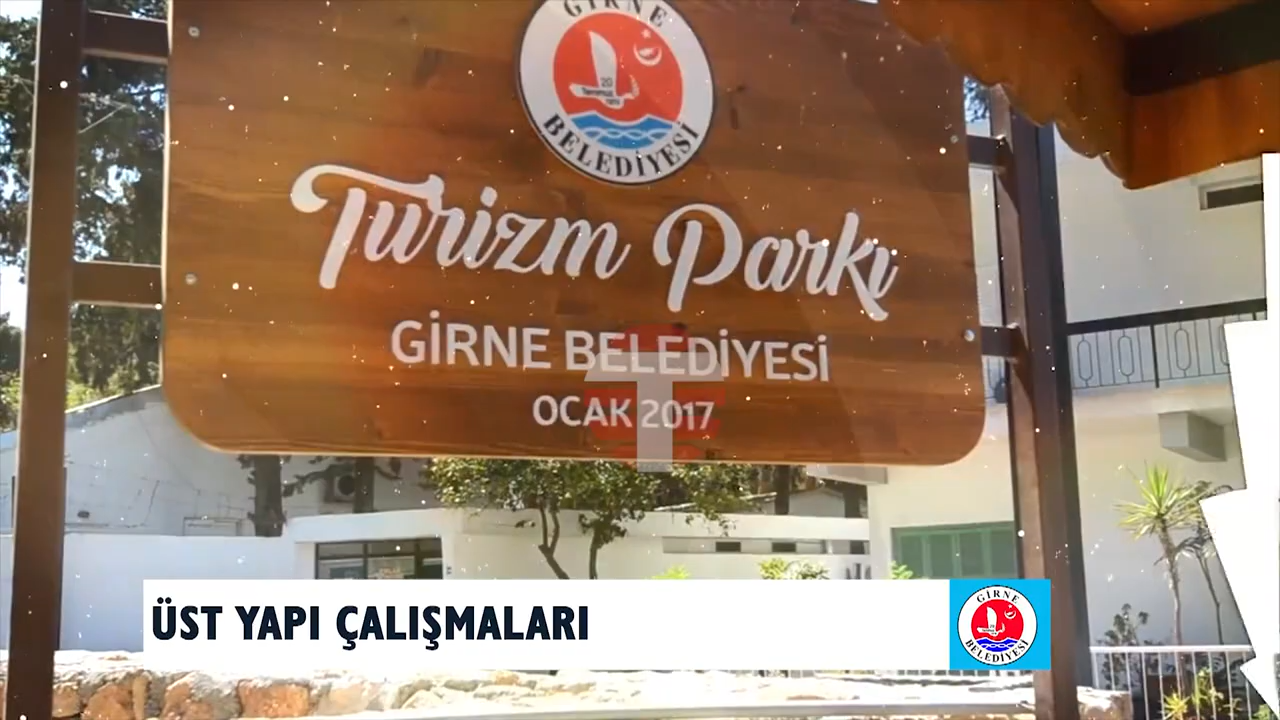 GİRNE
20
Temmuz
1974
BELEDİYESİ
Turizm Parkı
GİRNE BELEDİYESİ
OCAK 2017
T
ÜST YAPI ÇALIŞMALARI
GİRNE
BELEDİYESİ